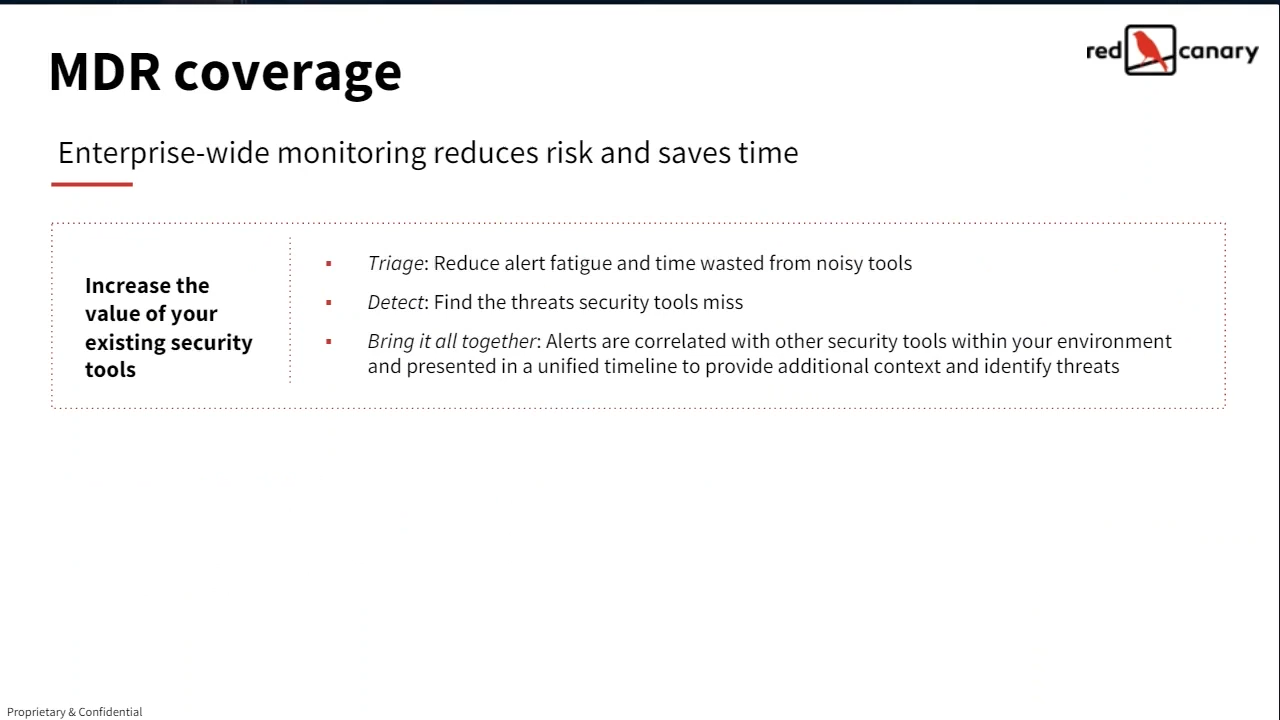 MDR coverage
red canary
Enterprise-wide monitoring reduces risk and saves time
Increase the
value of your
existing security
tools
▪ Triage: Reduce alert fatigue and time wasted from noisy tools
▪ Detect: Find the threats security tools miss
▪ Bring it all together: Alerts are correlated with other security tools within your environment
and presented in a unified timeline to provide additional context and identify threats
Proprietary & Confidential